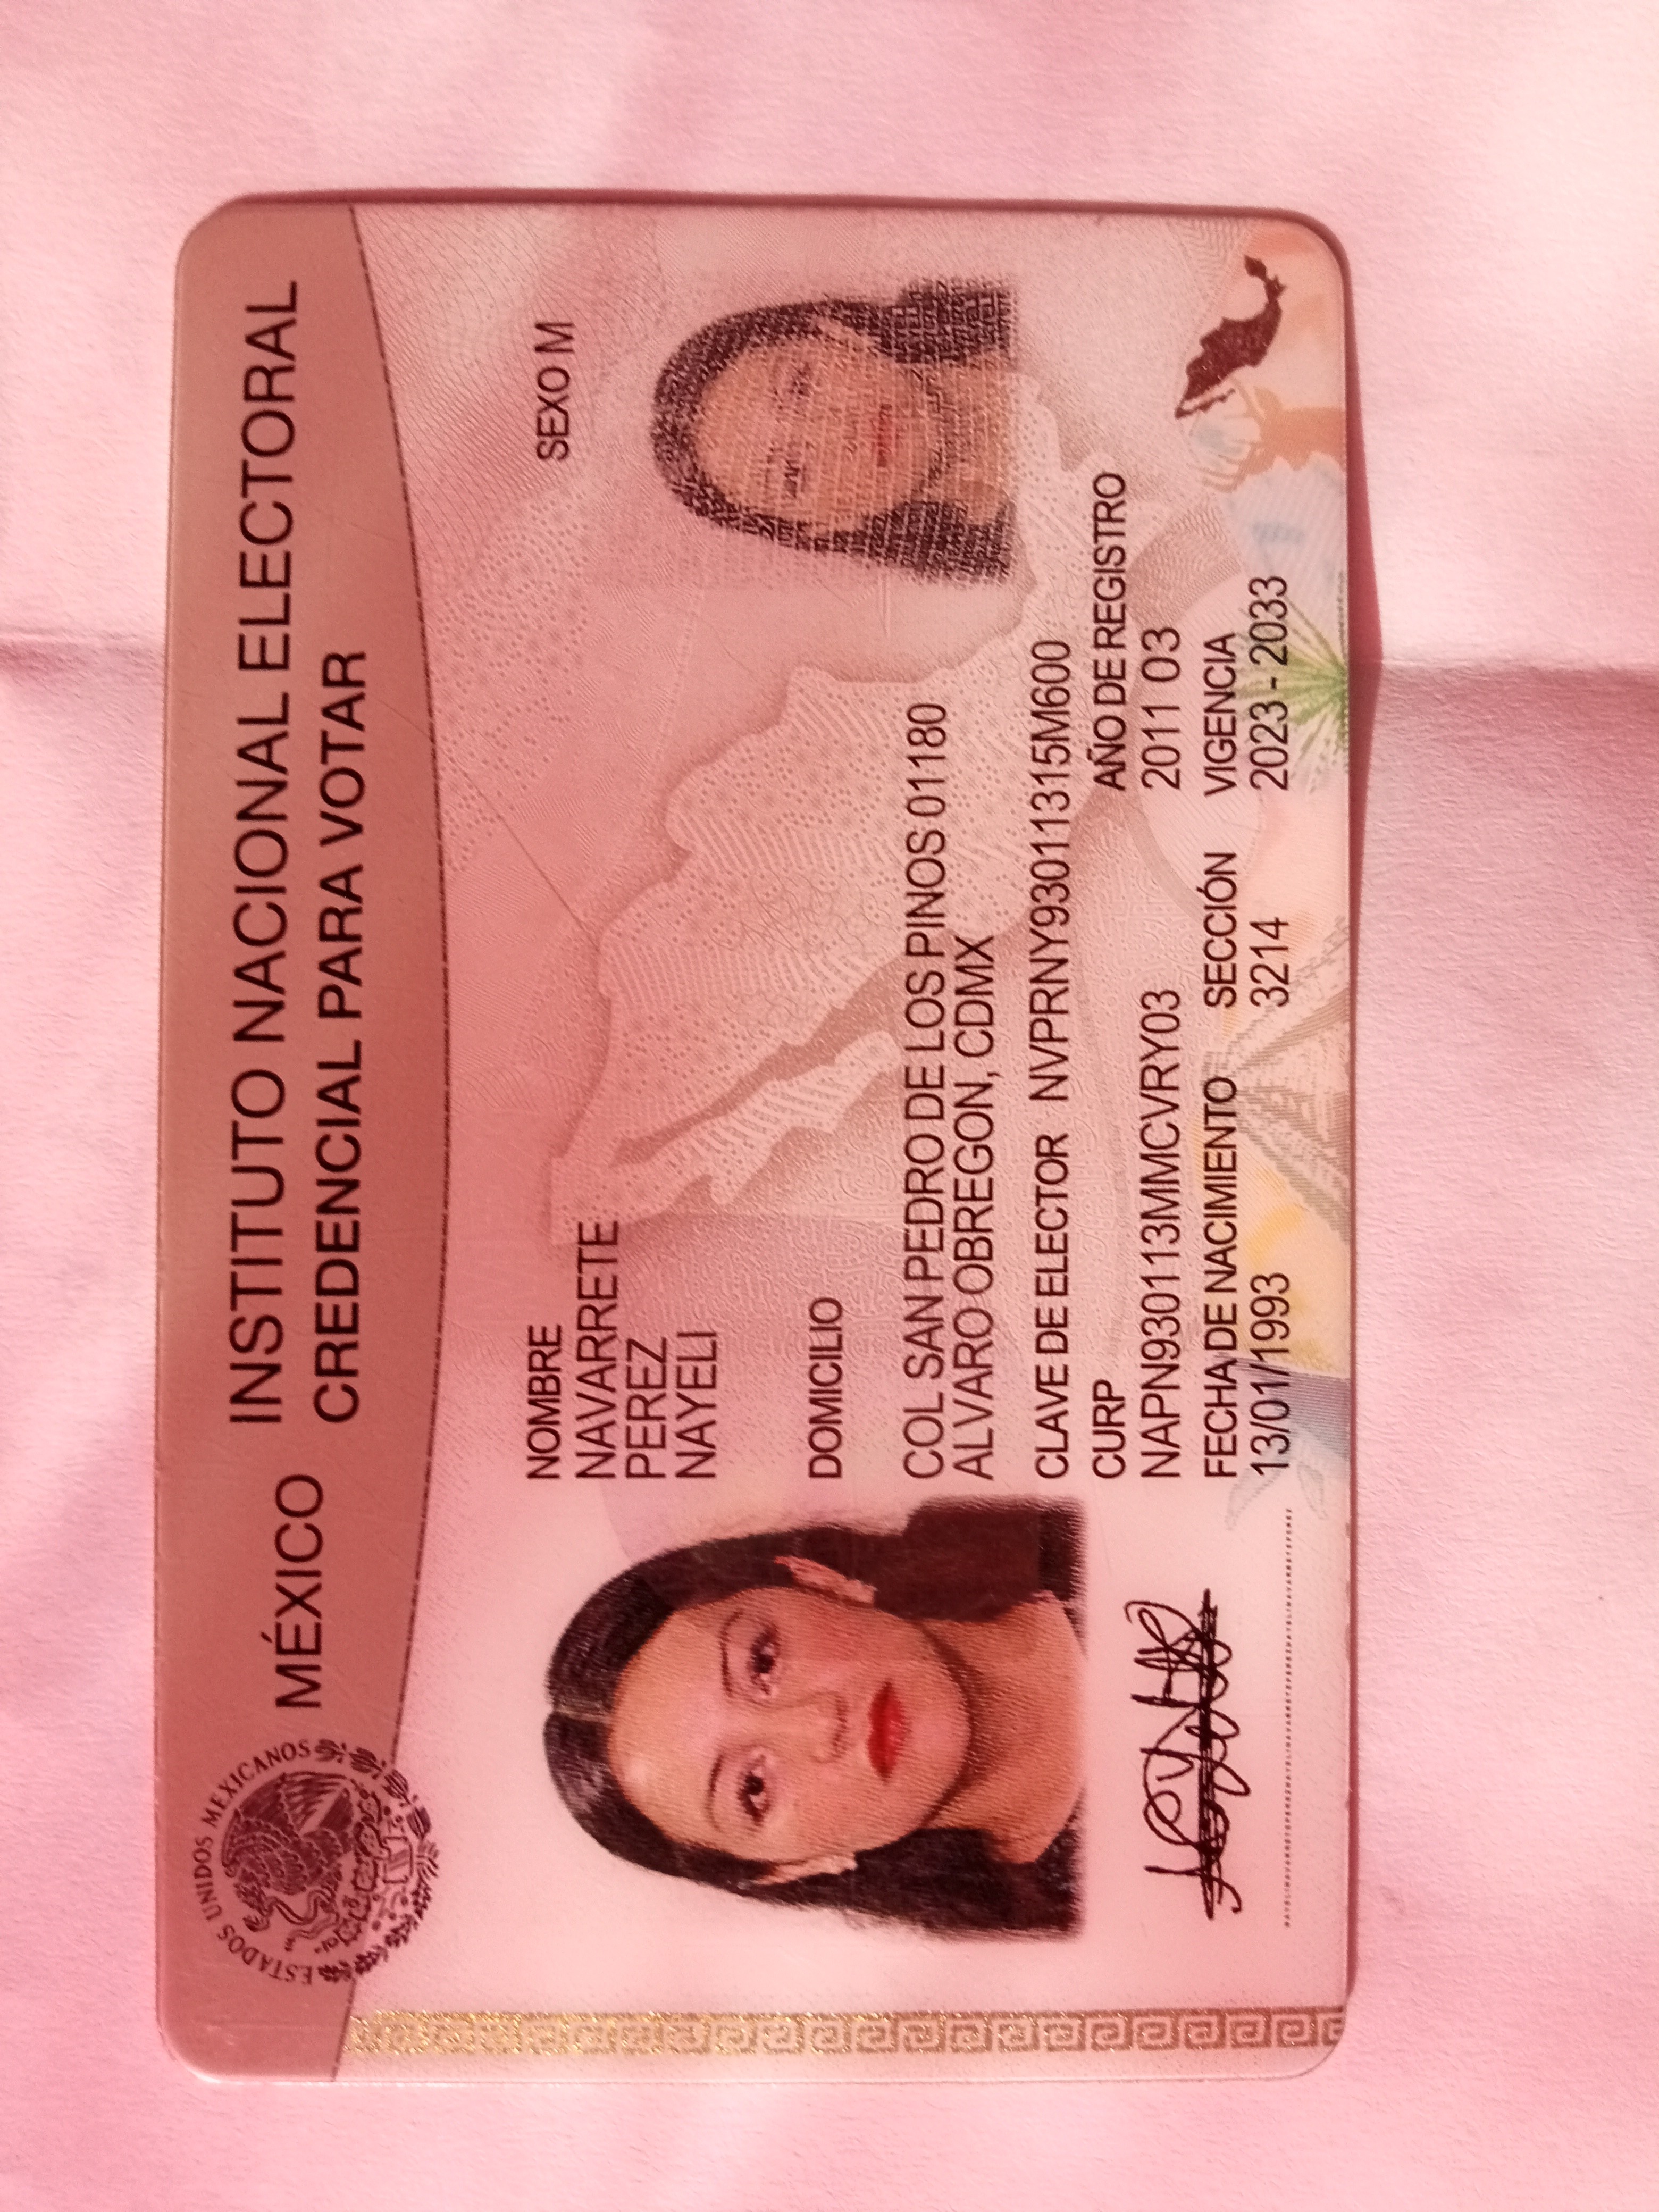 ESTADOS UNIDOS MEXICANOS
MÉXICO INSTITUTO NACIONAL ELECTORAL
CREDENCIAL PARA VOTAR
NOMBRE
NAVARRETE
PEREZ
NAYELI
SEXO M
DOMICILIO
COL SAN PEDRO DE LOS PINOS 01180
ALVARO OBREGON, CDMX
CLAVE DE ELECTOR NVPRNY93011315M600
CURP
NAPN930113MMCVRY03
AÑO DE REGISTRO
2011 03
FECHA DE NACIMIENTO
13/01/1993
SECCIÓN
3214
VIGENCIA
2023 - 2033